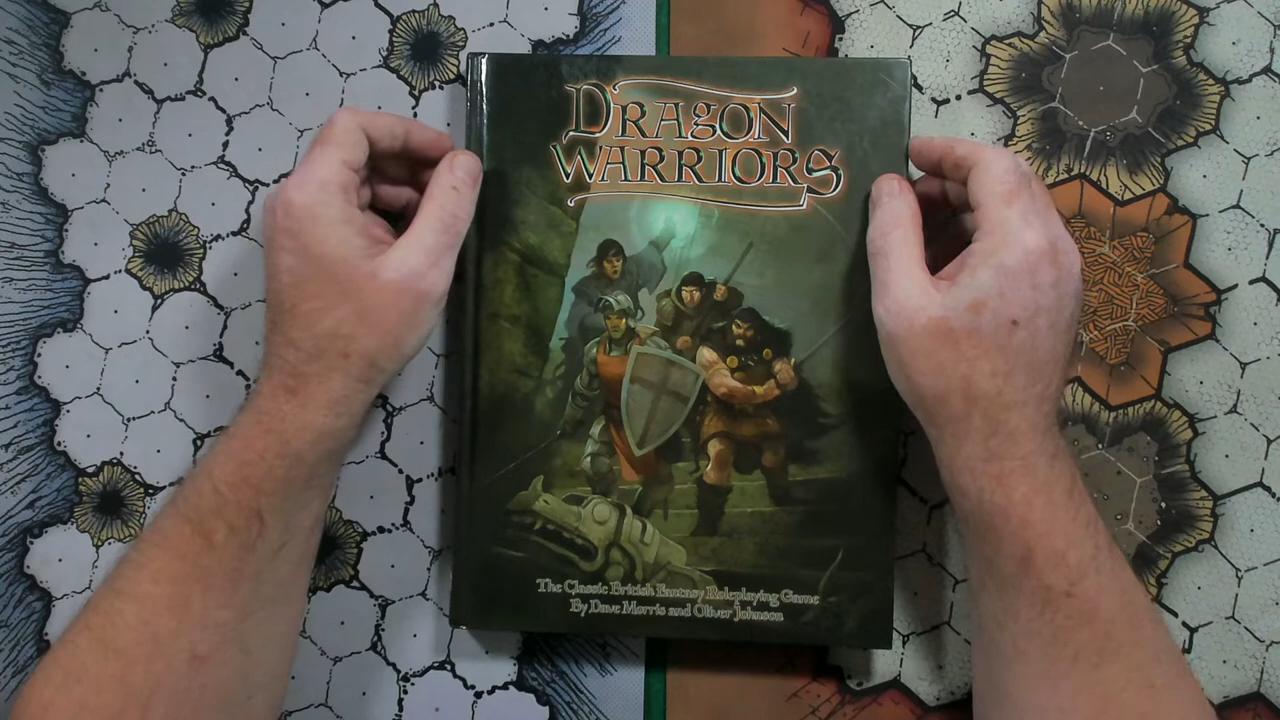 DRAGON
WARRIORS
The Classic British Fantasy Roleplaying Game
By Dave Morris and Oliver Johnson